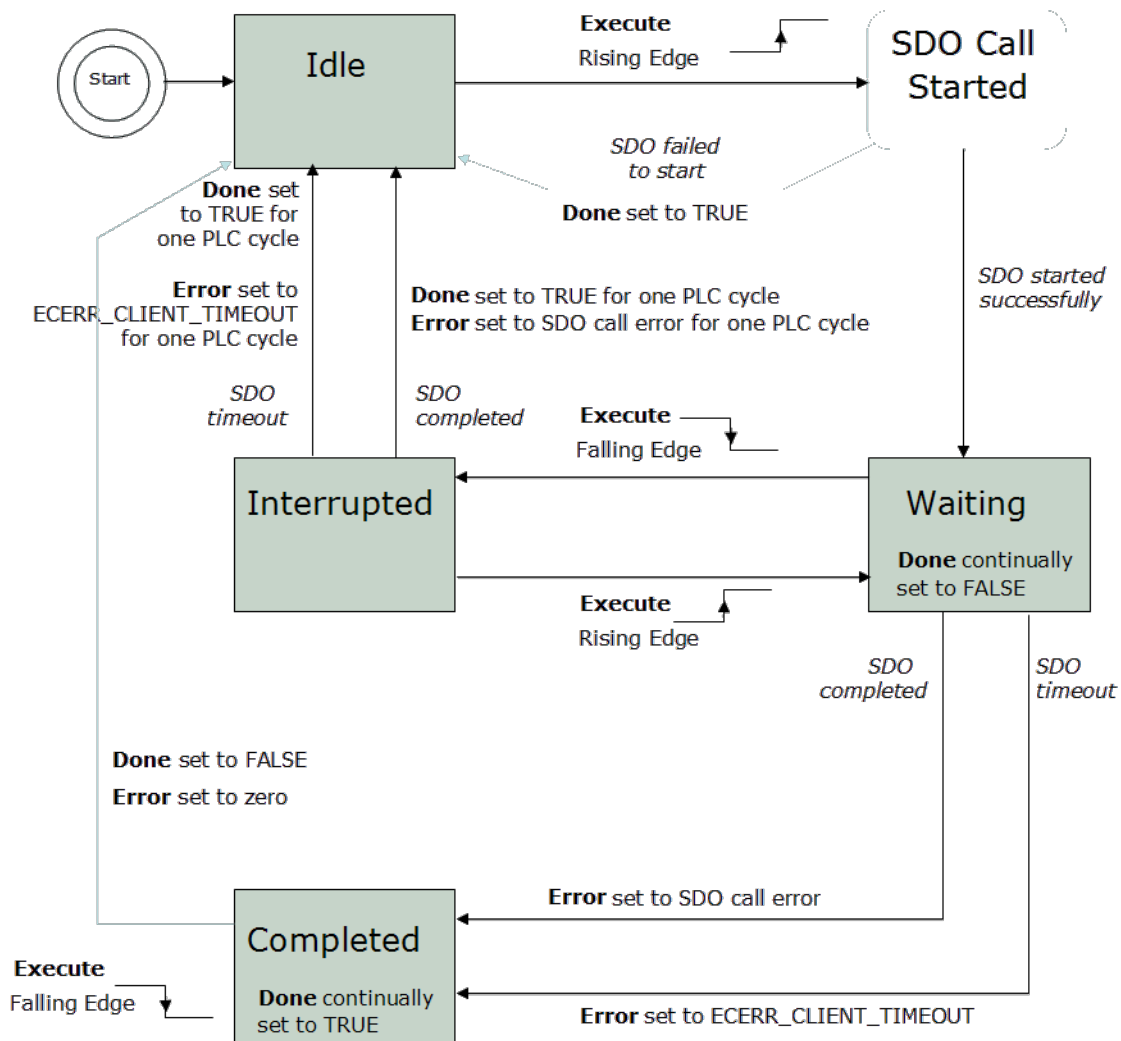 Start
Idle
Execute
Rising Edge
SDO Call
Started
SDO failed
to start
Done set to TRUE
Done set
to TRUE for
one PLC cycle
Error set to
ECERR_CLIENT_TIMEOUT
for one PLC cycle
Done set to TRUE for one PLC cycle
Error set to SDO call error for one PLC cycle
SDO started
successfully
SDO
timeout
SDO
completed
Execute
Falling Edge
Interrupted
Waiting
Done continually
set to FALSE
Execute
Rising Edge
SDO
completed
SDO
timeout
Done set to FALSE
Error set to zero
Error set to SDO call error
Completed
Execute
Falling Edge
Done continually
set to TRUE
Error set to ECERR_CLIENT_TIMEOUT